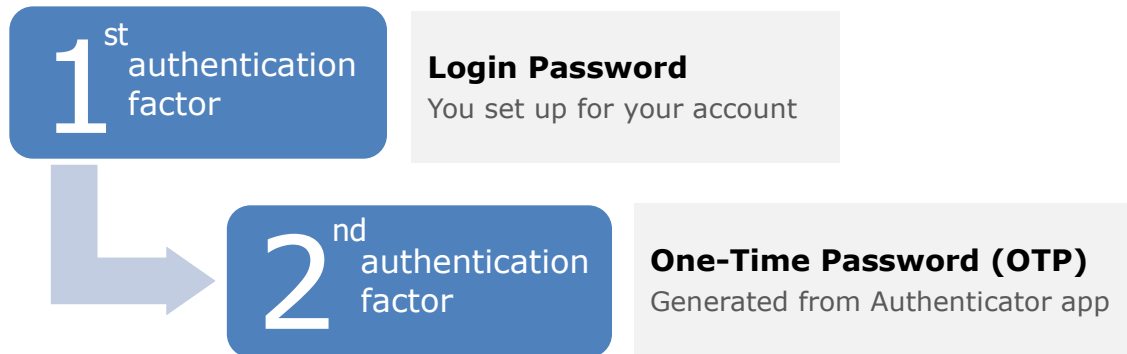 1st authentication
factor
Login Password
You set up for your account
2nd authentication
factor
One-Time Password (OTP)
Generated from Authenticator app